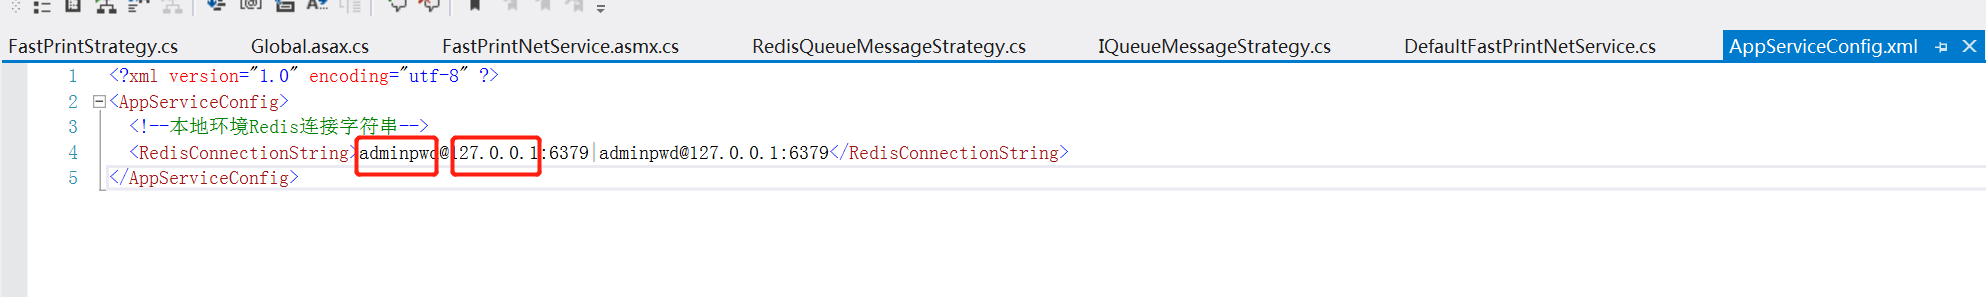 FastPrintStrategy.cs Global.asax.cs FastPrintNetService.asmx.cs RedisQueueMessageStrategy.cs IQueueMessageStrategy.cs DefaultFastPrintNetService.cs AppServiceConfig.xml
1 <?xml version="1.0" encoding="utf-8" ?>
2 <AppServiceConfig>
3 <!--本地环境Redis连接字符串-->
4 <RedisConnectionString>adminpwd@127.0.0.1:6379|adminpwd@127.0.0.1:6379</RedisConnectionString>
5 </AppServiceConfig>